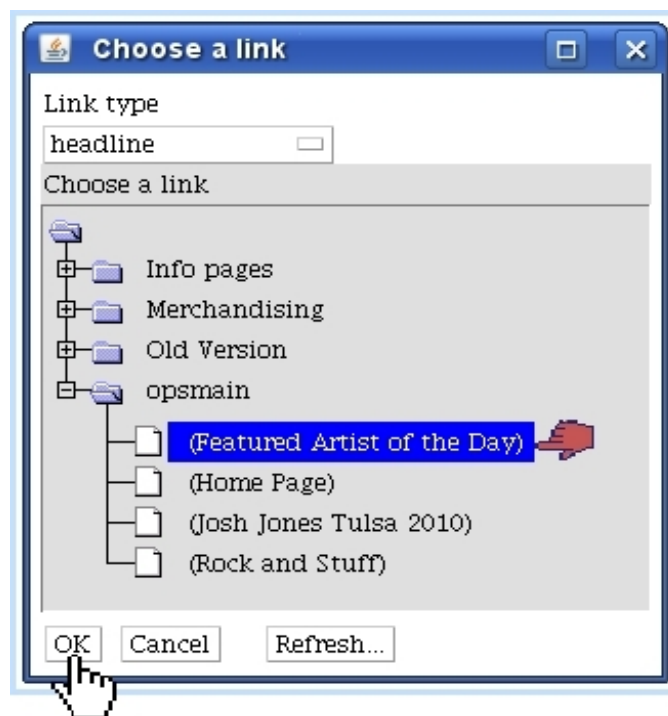 Choose a link
Link type
headline
Choose a link
Info pages
Merchandising
Old Version
opsmain
(Featured Artist of the Day)
(Home Page)
(Josh Jones Tulsa 2010)
(Rock and Stuff)
OK Cancel Refresh...